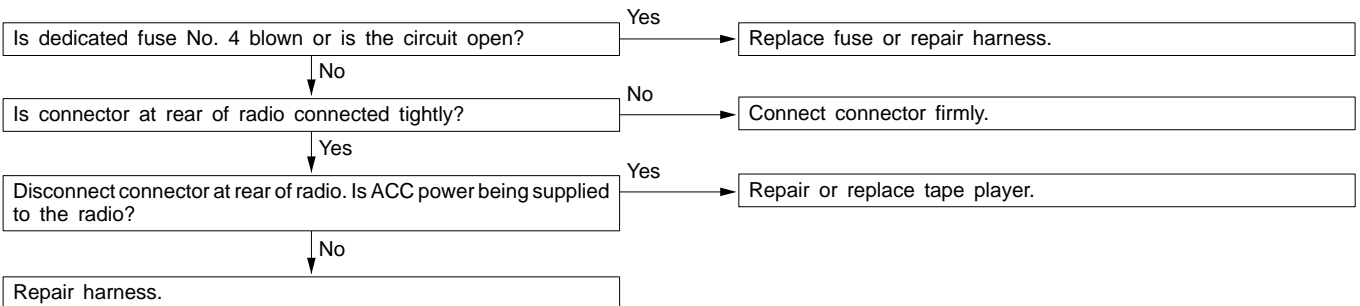 Yes
Is dedicated fuse No. 4 blown or is the circuit open?
Replace fuse or repair harness.
No
No
Is connector at rear of radio connected tightly?
Connect connector firmly.
Yes
Yes
Disconnect connector at rear of radio. Is ACC power being supplied
to the radio?
Repair or replace tape player.
No
Repair harness.